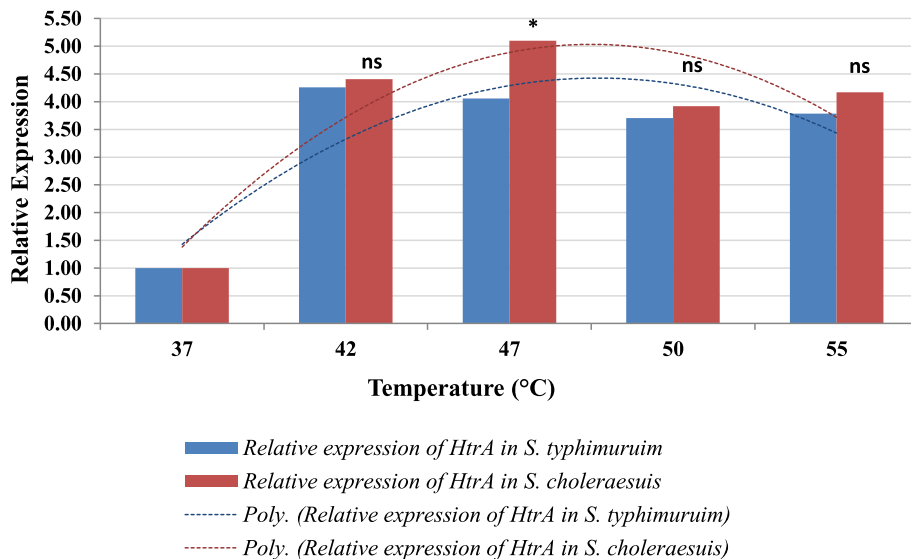 5.50
5.00
4.50
4.00
3.50
3.00
2.50
2.00
1.50
1.00
0.50
0.00
Relative Expression
ns
*
ns
ns
37 42 47 50 55
Temperature (°C)
Relative expression of HtrA in S. typhimuruim
Relative expression of HtrA in S. choleraesuis
Poly. (Relative expression of HtrA in S. typhimuruim)
Poly. (Relative expression of HtrA in S. choleraesuis)